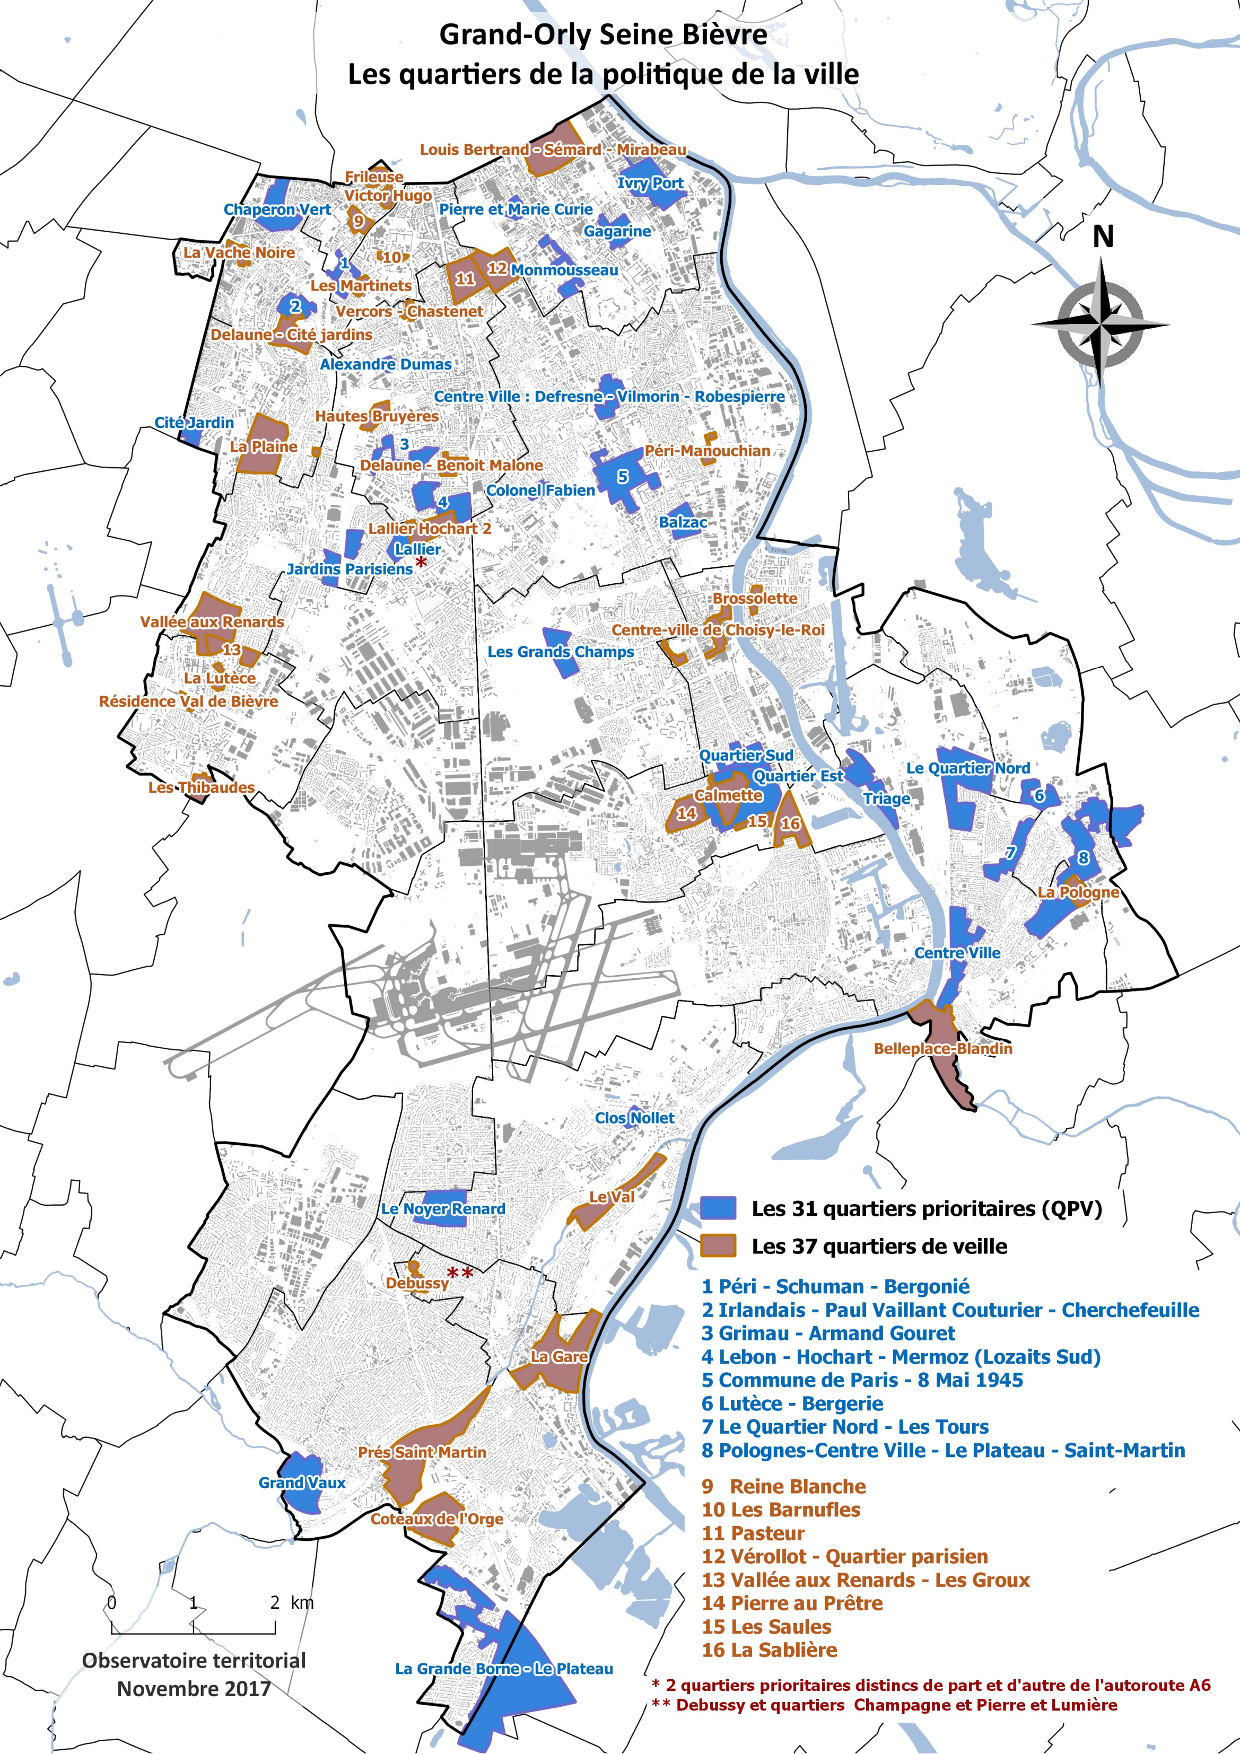 Grand-Orly Seine Bièvre
Les quartiers de la politique de la ville
Louis Bertrand - Sémard - Mirabeau
Frileuse
Ivry Port
Victor Hugo
Chaperon Vert
Pierre et Marie Curie
9
Gagarine
N
La Vache Noire
10
1
12
Monmousseau
11
Les Martinets
2
Vercors - Chastenet
Delaune - Cité jardins
Alexandre Dumas
Centre Ville : Defresne - Vilmorin - Robespierre
Hautes Bruyères
Cité Jardin
3
La Plaine
Péri-Manouchian
Delaune - Benoit Malone
5
Colonel Fabien
4
Balzac
Lallier Hochart 2
Lallier
*
Jardins Parisiens
Brossolette
Vallée aux Renards
Centre-ville de Choisy-le-Roi
13
Les Grands Champs
La Lutèce
Résidence Val de Bièvre
Quartier Sud
Le Quartier Nord
Quartier Est
Les Thibaudes
Calmette
6
Triage
14
15
16
7
8
La Pologne
Centre Ville
Belleplace-Blandin
Clos Nollet
Le Val
Le Noyer Renard
Debussy
**
La Gare
Prés Saint Martin
Grand Vaux
Coteaux de l'Orge
La Grande Borne - Le Plateau
Les 31 quartiers prioritaires (QPV)
Les 37 quartiers de veille
1 Péri - Schuman - Bergonié
2 Irlandais - Paul Vaillant Couturier - Cherchefeuille
3 Grimau - Armand Gouret
4 Lebon - Hochart - Mermoz (Lozaits Sud)
5 Commune de Paris - 8 Mai 1945
6 Lutèce - Bergerie
7 Le Quartier Nord - Les Tours
8 Polognes-Centre Ville - Le Plateau - Saint-Martin
9 Reine Blanche
10 Les Barnufles
11 Pasteur
12 Vérollot - Quartier parisien
13 Vallée aux Renards - Les Groux
14 Pierre au Prêtre
15 Les Saules
16 La Sablière
0 1 2 km
Observatoire territorial
Novembre 2017
* 2 quartiers prioritaires distincs de part et d'autre de l'autoroute A6
** Debussy et quartiers Champagne et Pierre et Lumière